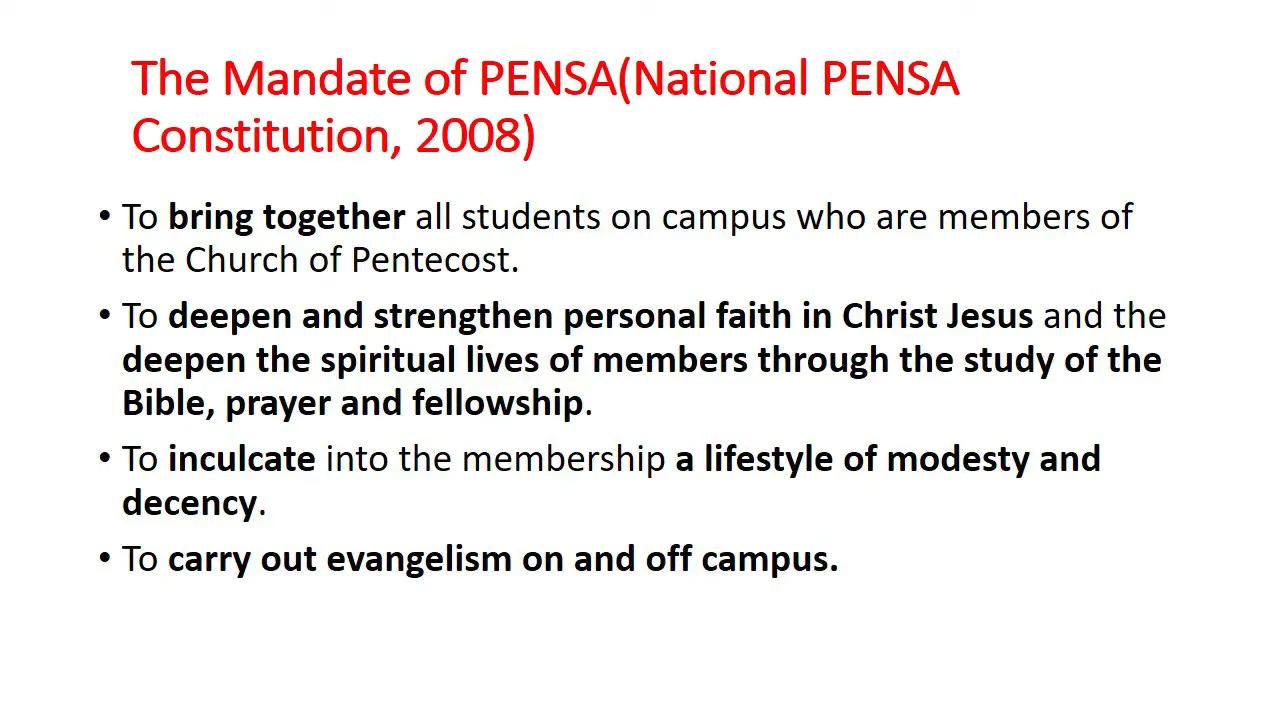 The Mandate of PENSA(National PENSA
Constitution, 2008)
• To bring together all students on campus who are members of
the Church of Pentecost.
• To deepen and strengthen personal faith in Christ Jesus and the
deepen the spiritual lives of members through the study of the
Bible, prayer and fellowship.
• To inculcate into the membership a lifestyle of modesty and
decency.
• To carry out evangelism on and off campus.